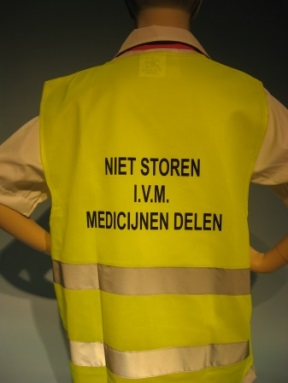 NIET STOREN
I.V.M.
MEDICIJNEN DELEN